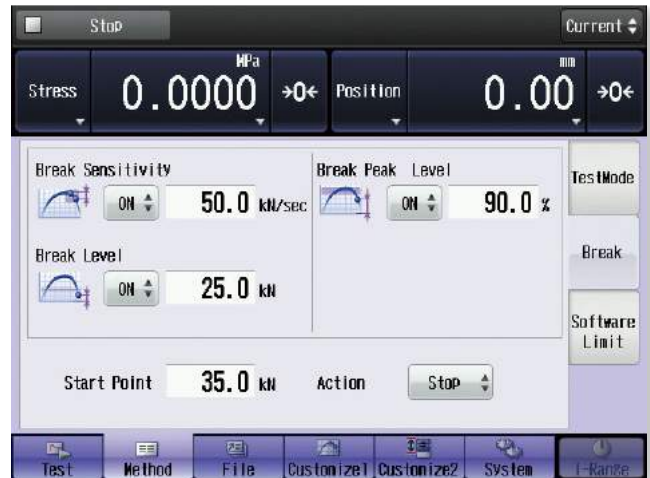 Stop
Current
Stress
MPa
0.0000
→0←
Position
mm
0.00
→0←
Break Sensitivity
ON
50.0 kN/sec
Break Peak Level
ON
90.0 %
Break Level
ON
25.0 kN
Start Point
35.0 kN
Action
Stop
TestMode
Break
Software
Limit
Test
Method
File
Customize1
Customize2
System
i-Range